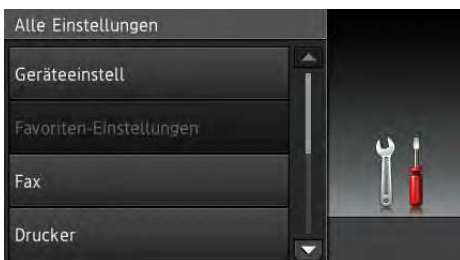 Alle Einstellungen
Geräteeinstell
Favoriten-Einstellungen
Fax
Drucker